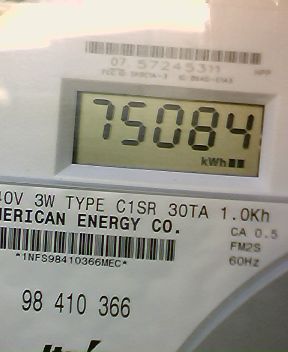 07. 57245311
75084
kWh
40V 3W TYPE C1SR 30TA 1.0Kh
MERICAN ENERGY CO.
CA 0.5
*1NFS98410366MEC*
FM2S
60Hz
98 410 366